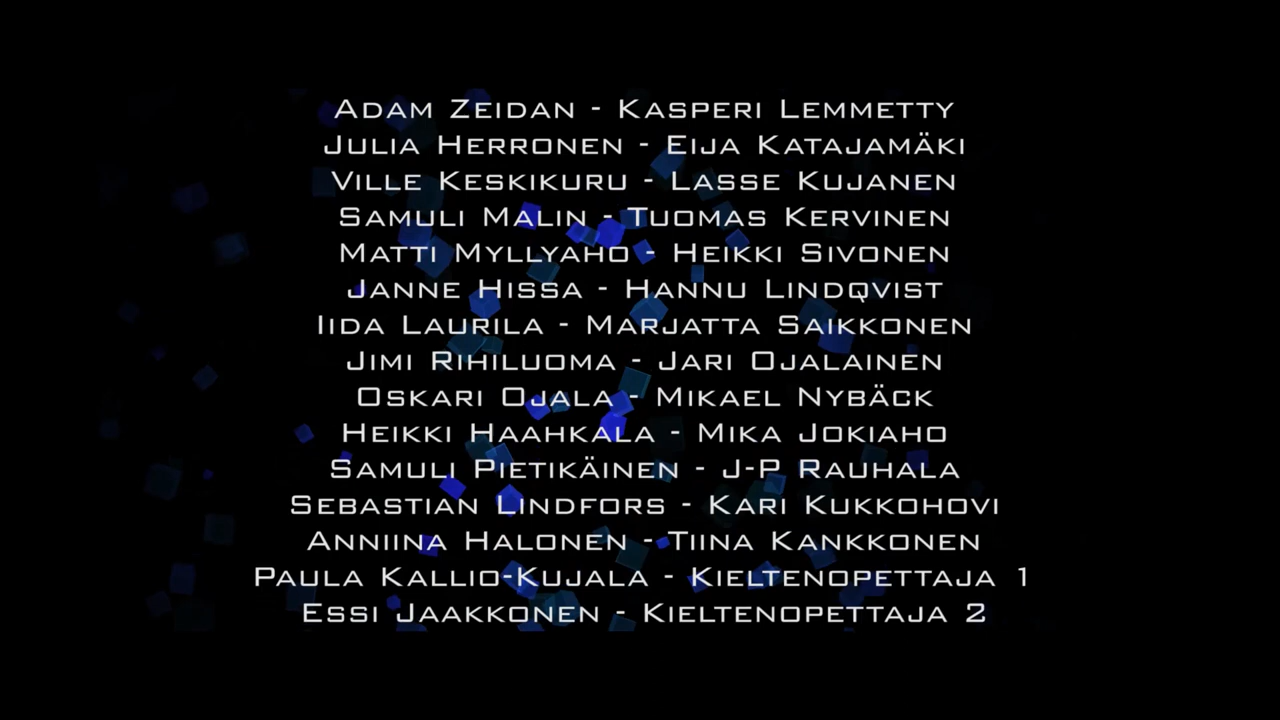 Adam Zeidan - Kasperi Lemmetty
Julia Herronen - Eija Katajamäki
Ville Keskikuru - Lasse Kujanen
Samuli Malin - Tuomas Kervinen
Matti Myllyaho - Heikki Sivonen
Janne Hissa - Hannu Lindqvist
Iida Laurila - Marjatta Saikkonen
Jimi Rihiluoma - Jari Ojalainen
Oskari Ojala - Mikael Nybäck
Heikki Haahkala - Mika Jokiaho
Samuli Pietikäinen - J-P Rauhala
Sebastian Lindfors - Kari Kukkohovi
Anniina Halonen - Tiina Kankkonen
Paula Kallio-Kujala - Kieltenopettaja 1
Essi Jaakkonen - Kieltenopettaja 2